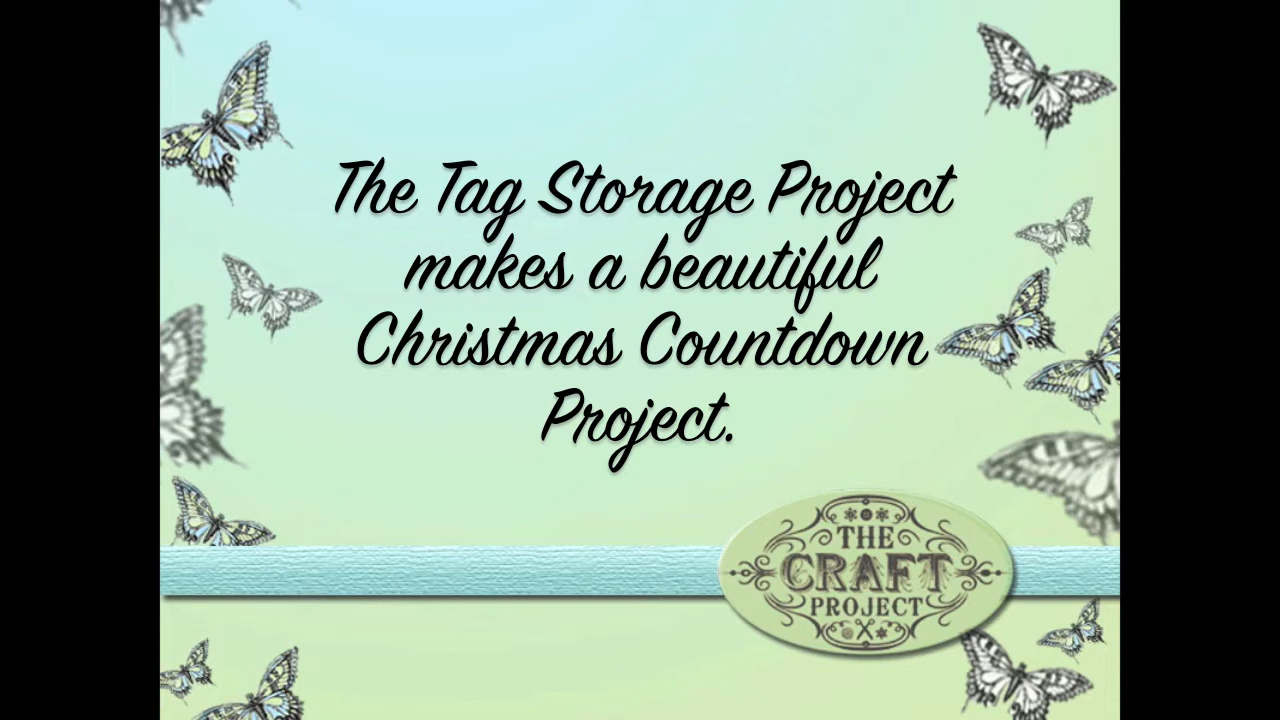 The Tag Storage Project
makes a beautiful
Christmas Countdown
Project.
THE
CRAFT
PROJECT